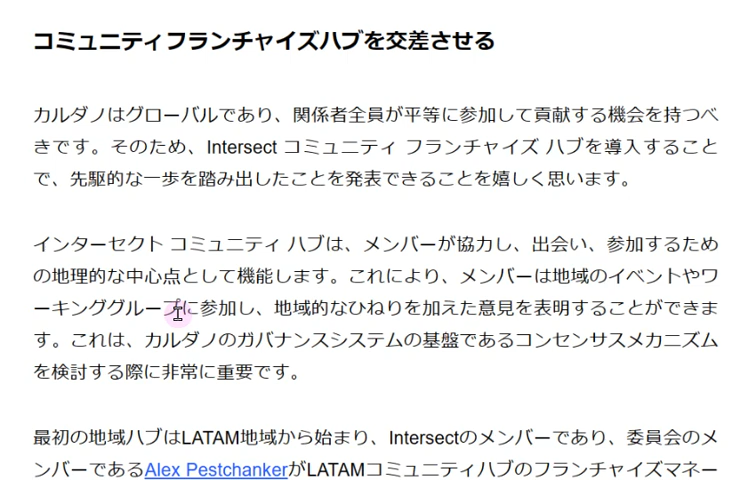 コミュニティフランチャイズハブを交差させる
カルダノはグローバルであり、関係者全員が平等に参加して貢献する機会を持つべ
きです。そのため、Intersect コミュニティ フランチャイズ ハブを導入すること
で、先駆的な一歩を踏み出したことを発表できることを嬉しく思います。
インターセクト コミュニティ ハブは、メンバーが協力し、出会い、参加するため
の地理的な中心点として機能します。これにより、メンバーは地域のイベントやワ
ーキンググループに参加し、地域的なひねりを加えた意見を表明することができま
す。これは、カルダノのガバナンスシステムの基盤であるコンセンサスメカニズム
を検討する際に非常に重要です。
最初の地域ハブはLATAM地域から始まり、Intersectのメンバーであり、委員会のメ
ンバーであるAlex PestchankerがLATAMコミュニティハブのフランチャイズマネー